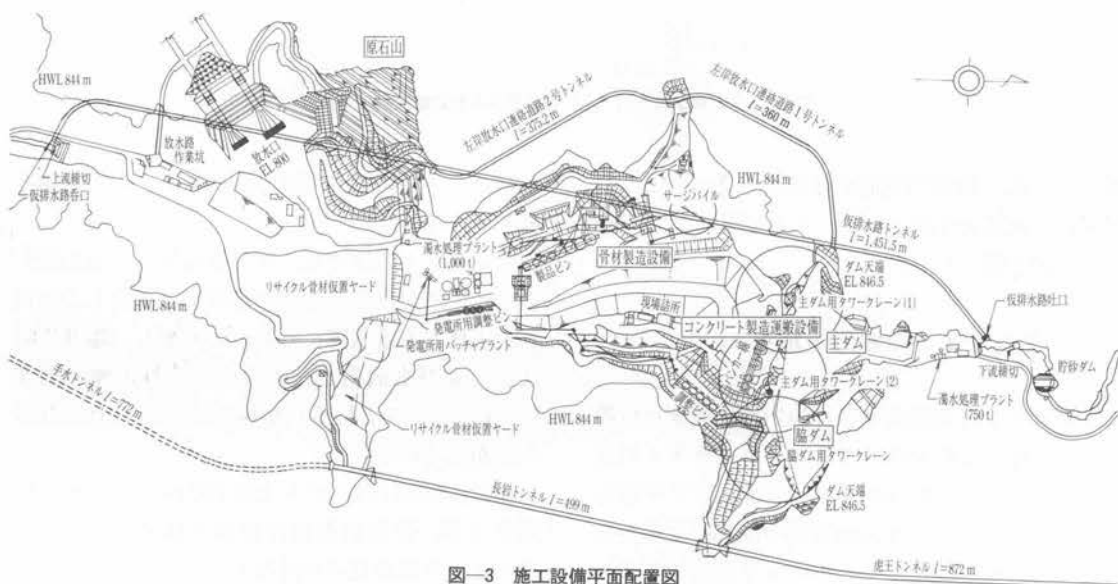 原石山
HWL 844 m
左岸放水口連絡道路2号トンネル
l=375.2 m
左岸放水口連絡道路1号トンネル
l=360 m
放水路
作業坑
放水口
EL 800
上流締切
仮排水路呑口
HWL 844 m
サージパイル
仮排水路トンネル
l=1,451.5 m
濁水処理プラント
(1,000 t)
製品ビン
骨材製造設備
ダム天端
EL 846.5
リサイクル骨材仮置ヤード
主ダム用タワークレーン(1)
仮排水路吐口
現場詰所
コンクリート製造運搬設備
主ダム
HWL 844 m
発電所用調整ビン
発電所用バッチャプラント
下流締切
貯砂ダム
主ダム用タワークレーン(2)
濁水処理プラント
(750 t)
調整ビン
HWL 844 m
リサイクル骨材仮置ヤード
脇ダム
脇ダム用タワークレーン
トンネル l=772 m
ダム天端
EL 846.5
長岩トンネル l=499 m
虎王トンネル l=872 m
図―3 施工設備平面配置図